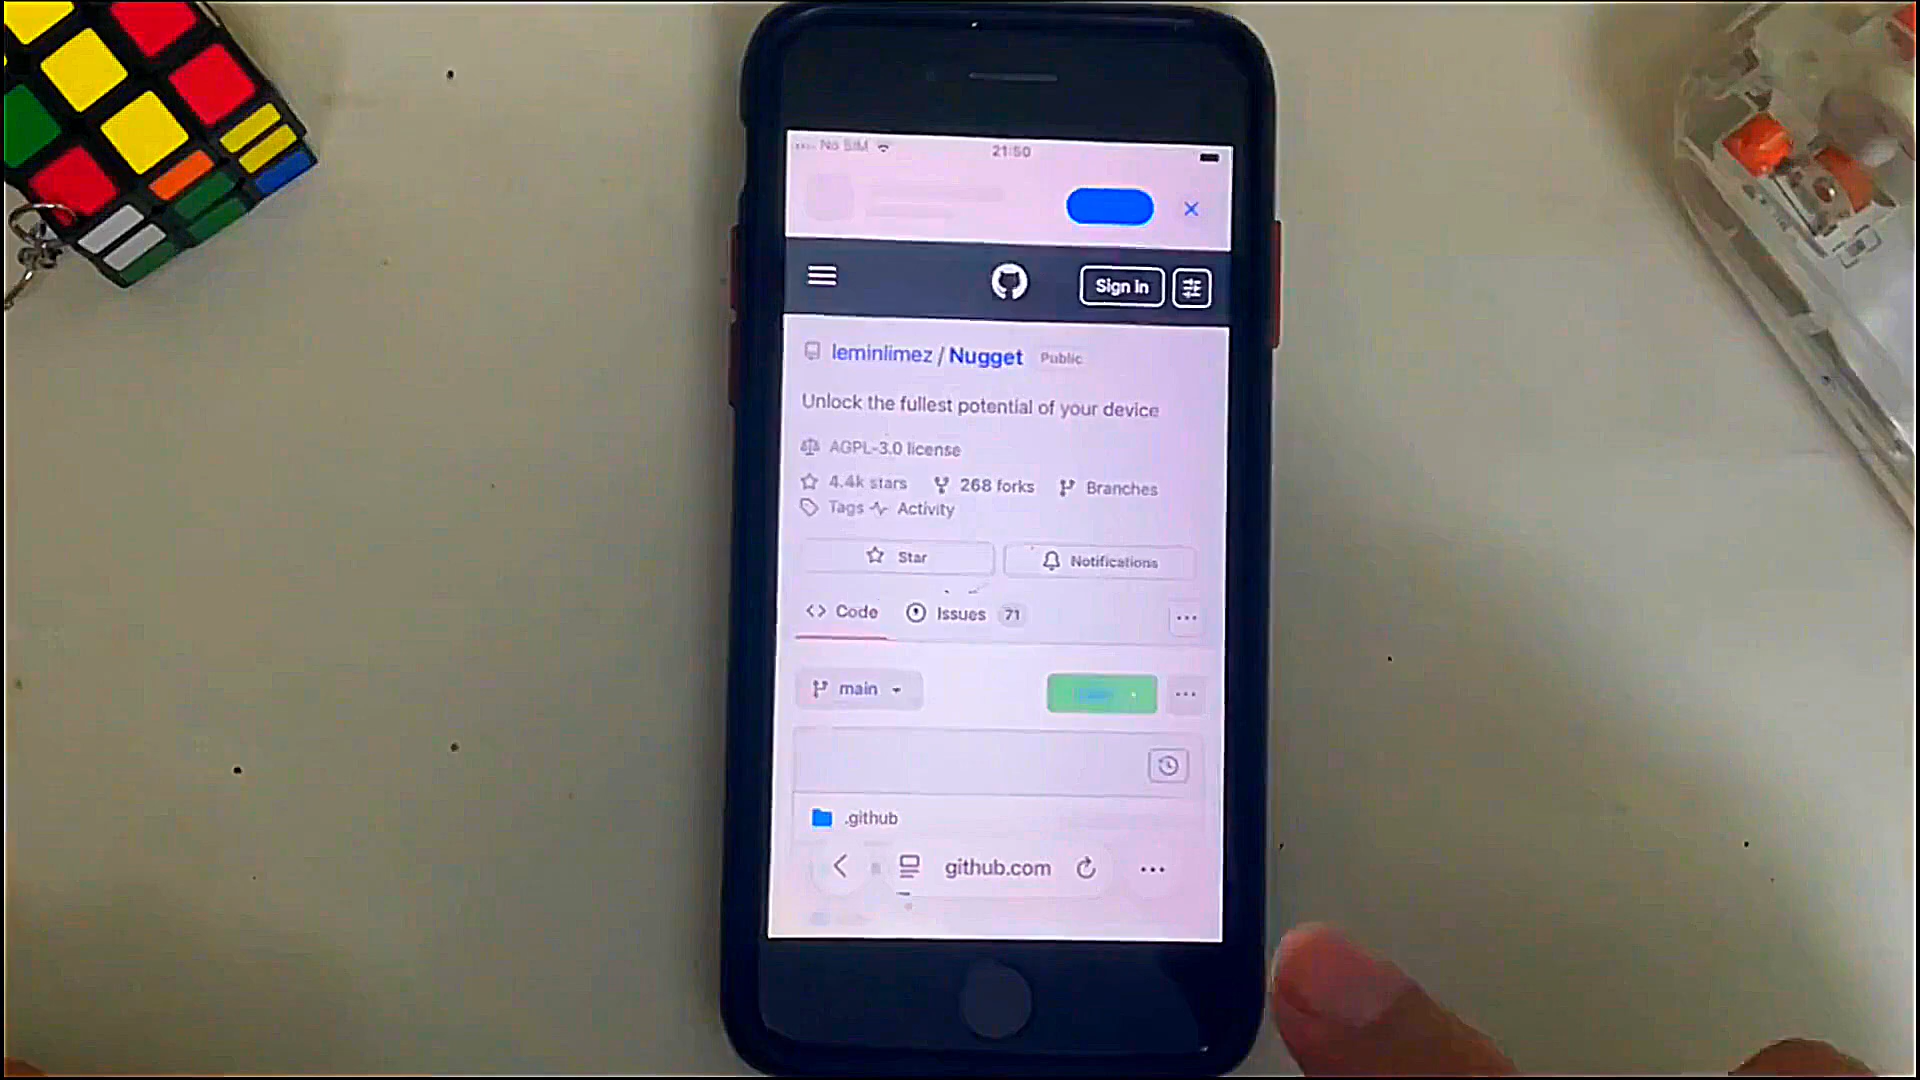 No SIM 21:50
Sign in
leminlimez / Nugget Public
Unlock the fullest potential of your device
AGPL-3.0 license
4.4k stars 268 forks Branches
Tags Activity
Star Notifications
Code Issues 71
main
.github
github.com